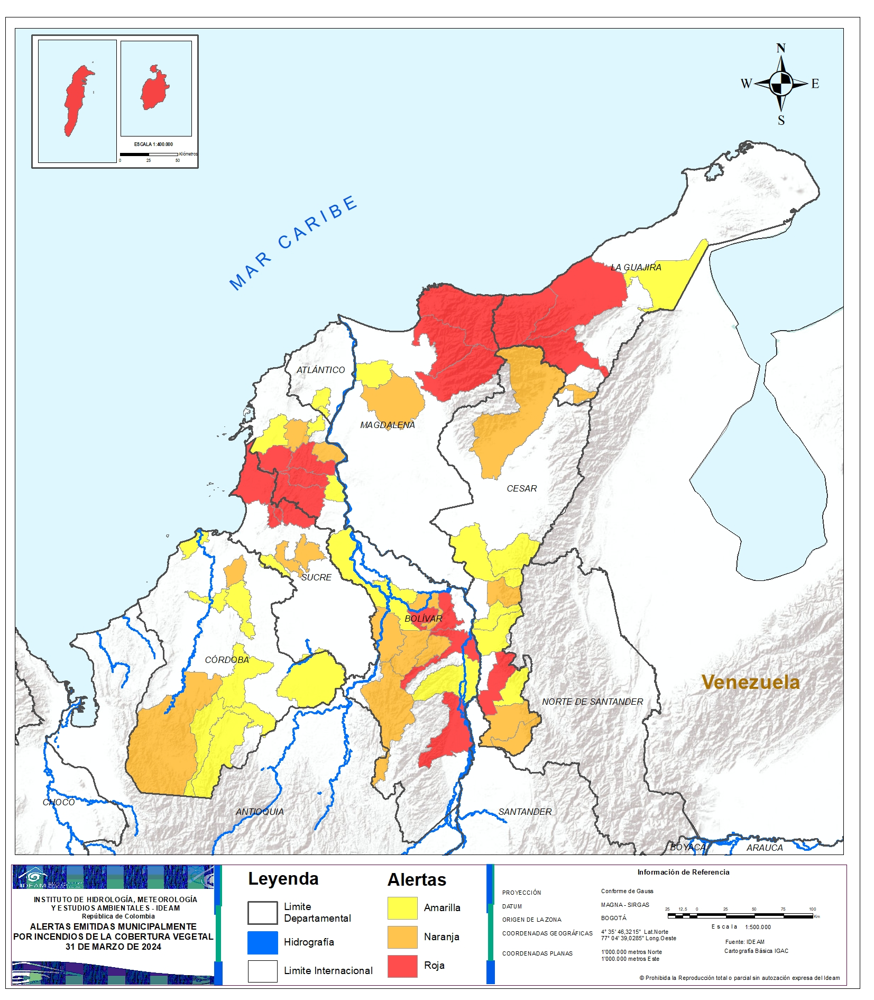 ESCALA 1:400.000
Kilómetros
0 25 50
N
W E
S
MAR CARIBE
LA GUAJIRA
ATLÁNTICO
MAGDALENA
CESAR
SUCRE
BOLÍVAR
CÓRDOBA
NORTE DE SANTANDER
Venezuela
CHOCÓ
ANTIOQUIA
SANTANDER
BOYACÁ
ARAUCA
IDEAM
INSTITUTO DE HIDROLOGÍA, METEOROLOGÍA
Y ESTUDIOS AMBIENTALES - IDEAM
República de Colombia
ALERTAS EMITIDAS MUNICIPALMENTE
POR INCENDIOS DE LA COBERTURA VEGETAL
31 DE MARZO DE 2024
Leyenda
Limite
Departamental
Hidrografía
Limite Internacional
Alertas
Amarilla
Naranja
Roja
Información de Referencia
PROYECCIÓN Conforme de Gauss
DATUM MAGNA - SIRGAS
ORIGEN DE LA ZONA BOGOTÁ
COORDENADAS GEOGRÁFICAS 4° 35' 46,3215" Lat.Norte
77° 04' 39,0285" Long.Oeste
COORDENADAS PLANAS 1'000.000 metros Norte
1'000.000 metros Este
25 12,5 0 25 50 75 100
Km
Escala 1:500.000
Fuente: IDEAM
Cartografía Básica IGAC
© Prohibida la Reproducción total o parcial sin autozación expresa del Ideam